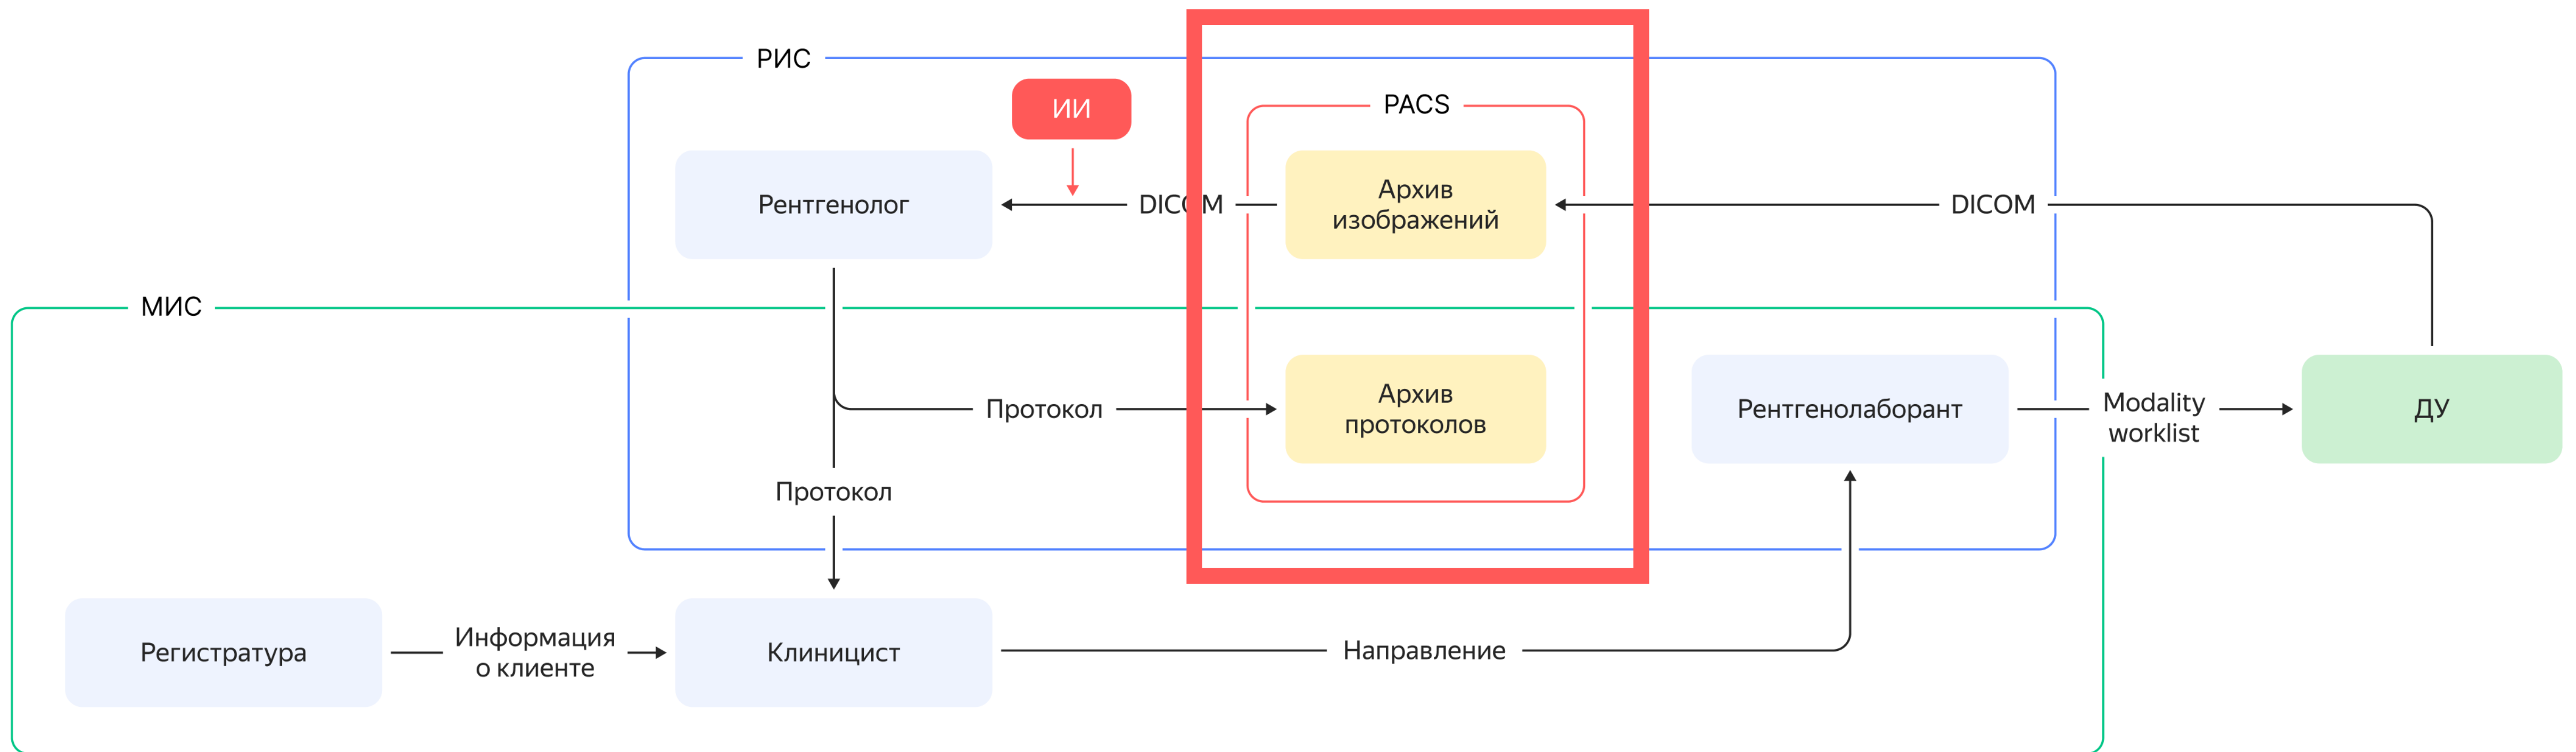 РИС
ИИ
PACS
Рентгенолог
DICOM
Архив
изображений
DICOM
МИС
Протокол
Архив
протоколов
Рентгенолаборант
Modality
worklist
ДУ
Протокол
Регистратура
Информация
о клиенте
Клиницист
Направление